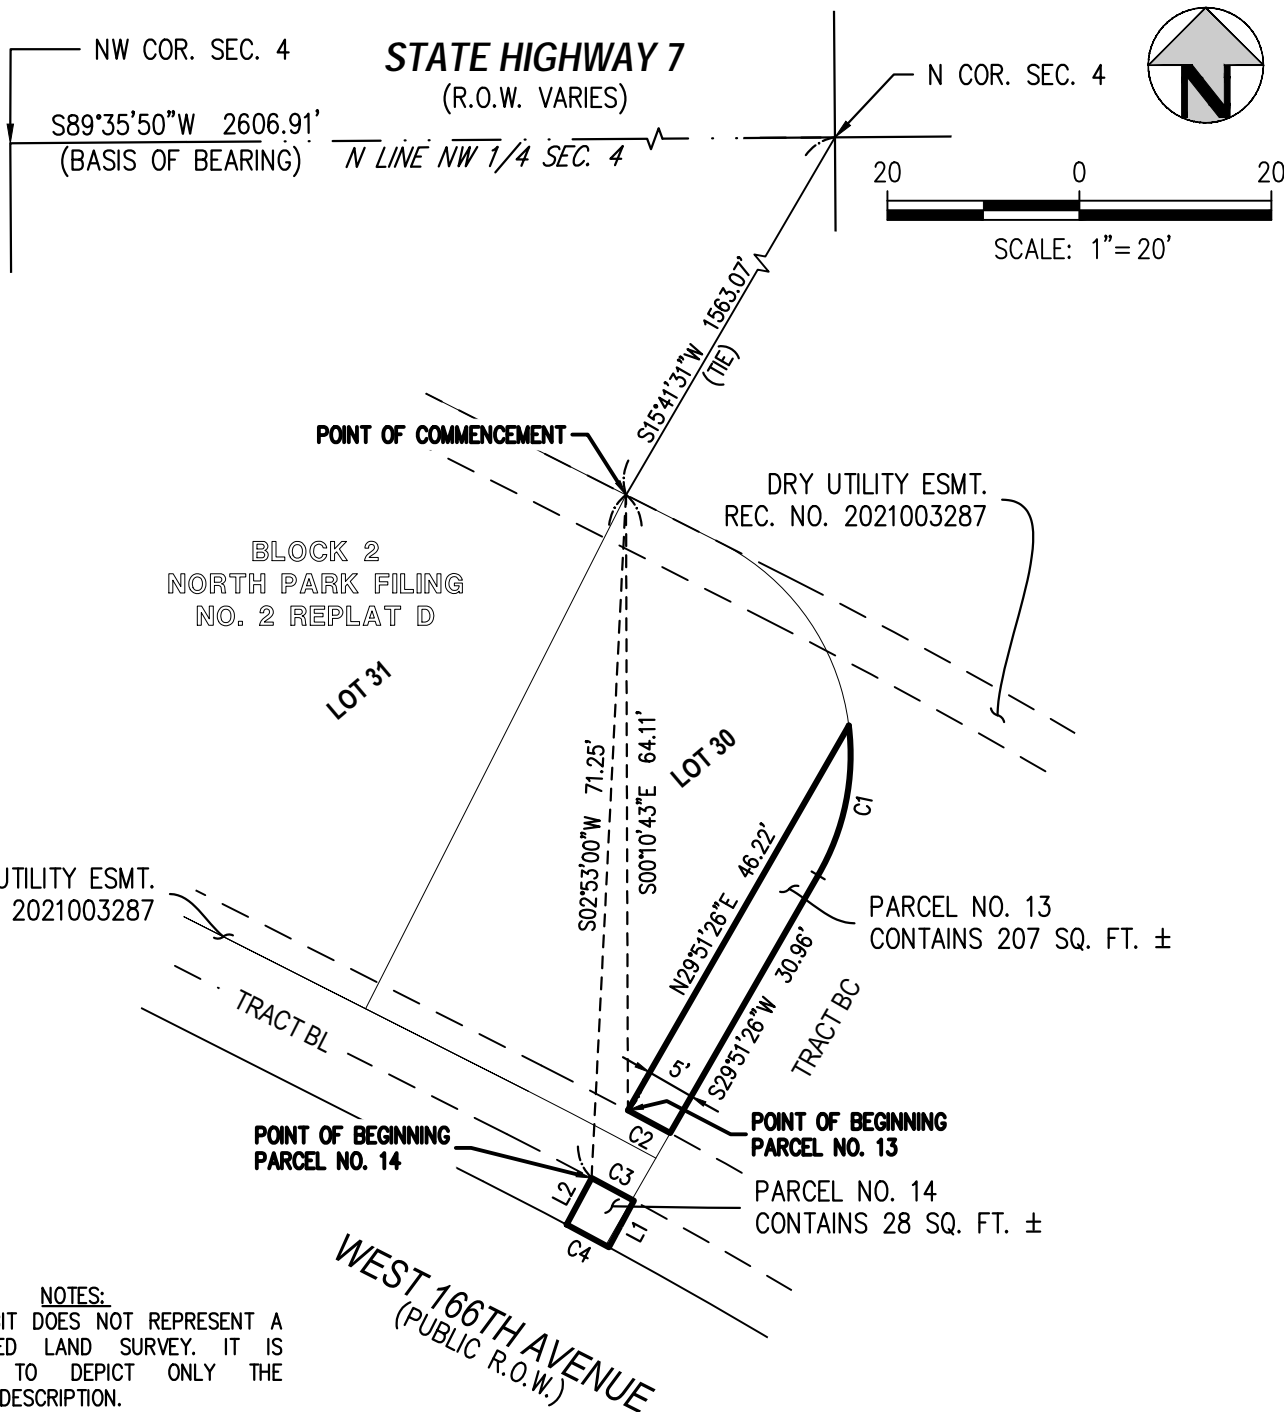 NW COR. SEC. 4
STATE HIGHWAY 7
(R.O.W. VARIES)
N COR. SEC. 4
N
S89°35'50"W 2606.91'
(BASIS OF BEARING)
N LINE NW 1/4 SEC. 4
20 0 20
SCALE: 1"=20'
S15°41'31"W 1563.07'
(TIE)
POINT OF COMMENCEMENT
DRY UTILITY ESMT.
REC. NO. 2021003287
BLOCK 2
NORTH PARK FILING
NO. 2 REPLAT D
LOT 31
LOT 30
S02°53'00"W 71.25'
S00°10'43"E 64.11'
C1
N29°51'26"E 46.22'
UTILITY ESMT.
2021003287
PARCEL NO. 13
CONTAINS 207 SQ. FT. ±
S29°51'26"W 30.96'
TRACT BC
TRACT BL
5'
POINT OF BEGINNING
PARCEL NO. 13
C2
POINT OF BEGINNING
PARCEL NO. 14
C3
L2
L1
C4
PARCEL NO. 14
CONTAINS 28 SQ. FT. ±
WEST 166TH AVENUE
(PUBLIC R.O.W.)
NOTES:
IT DOES NOT REPRESENT A
ED LAND SURVEY. IT IS
TO DEPICT ONLY THE
DESCRIPTION.